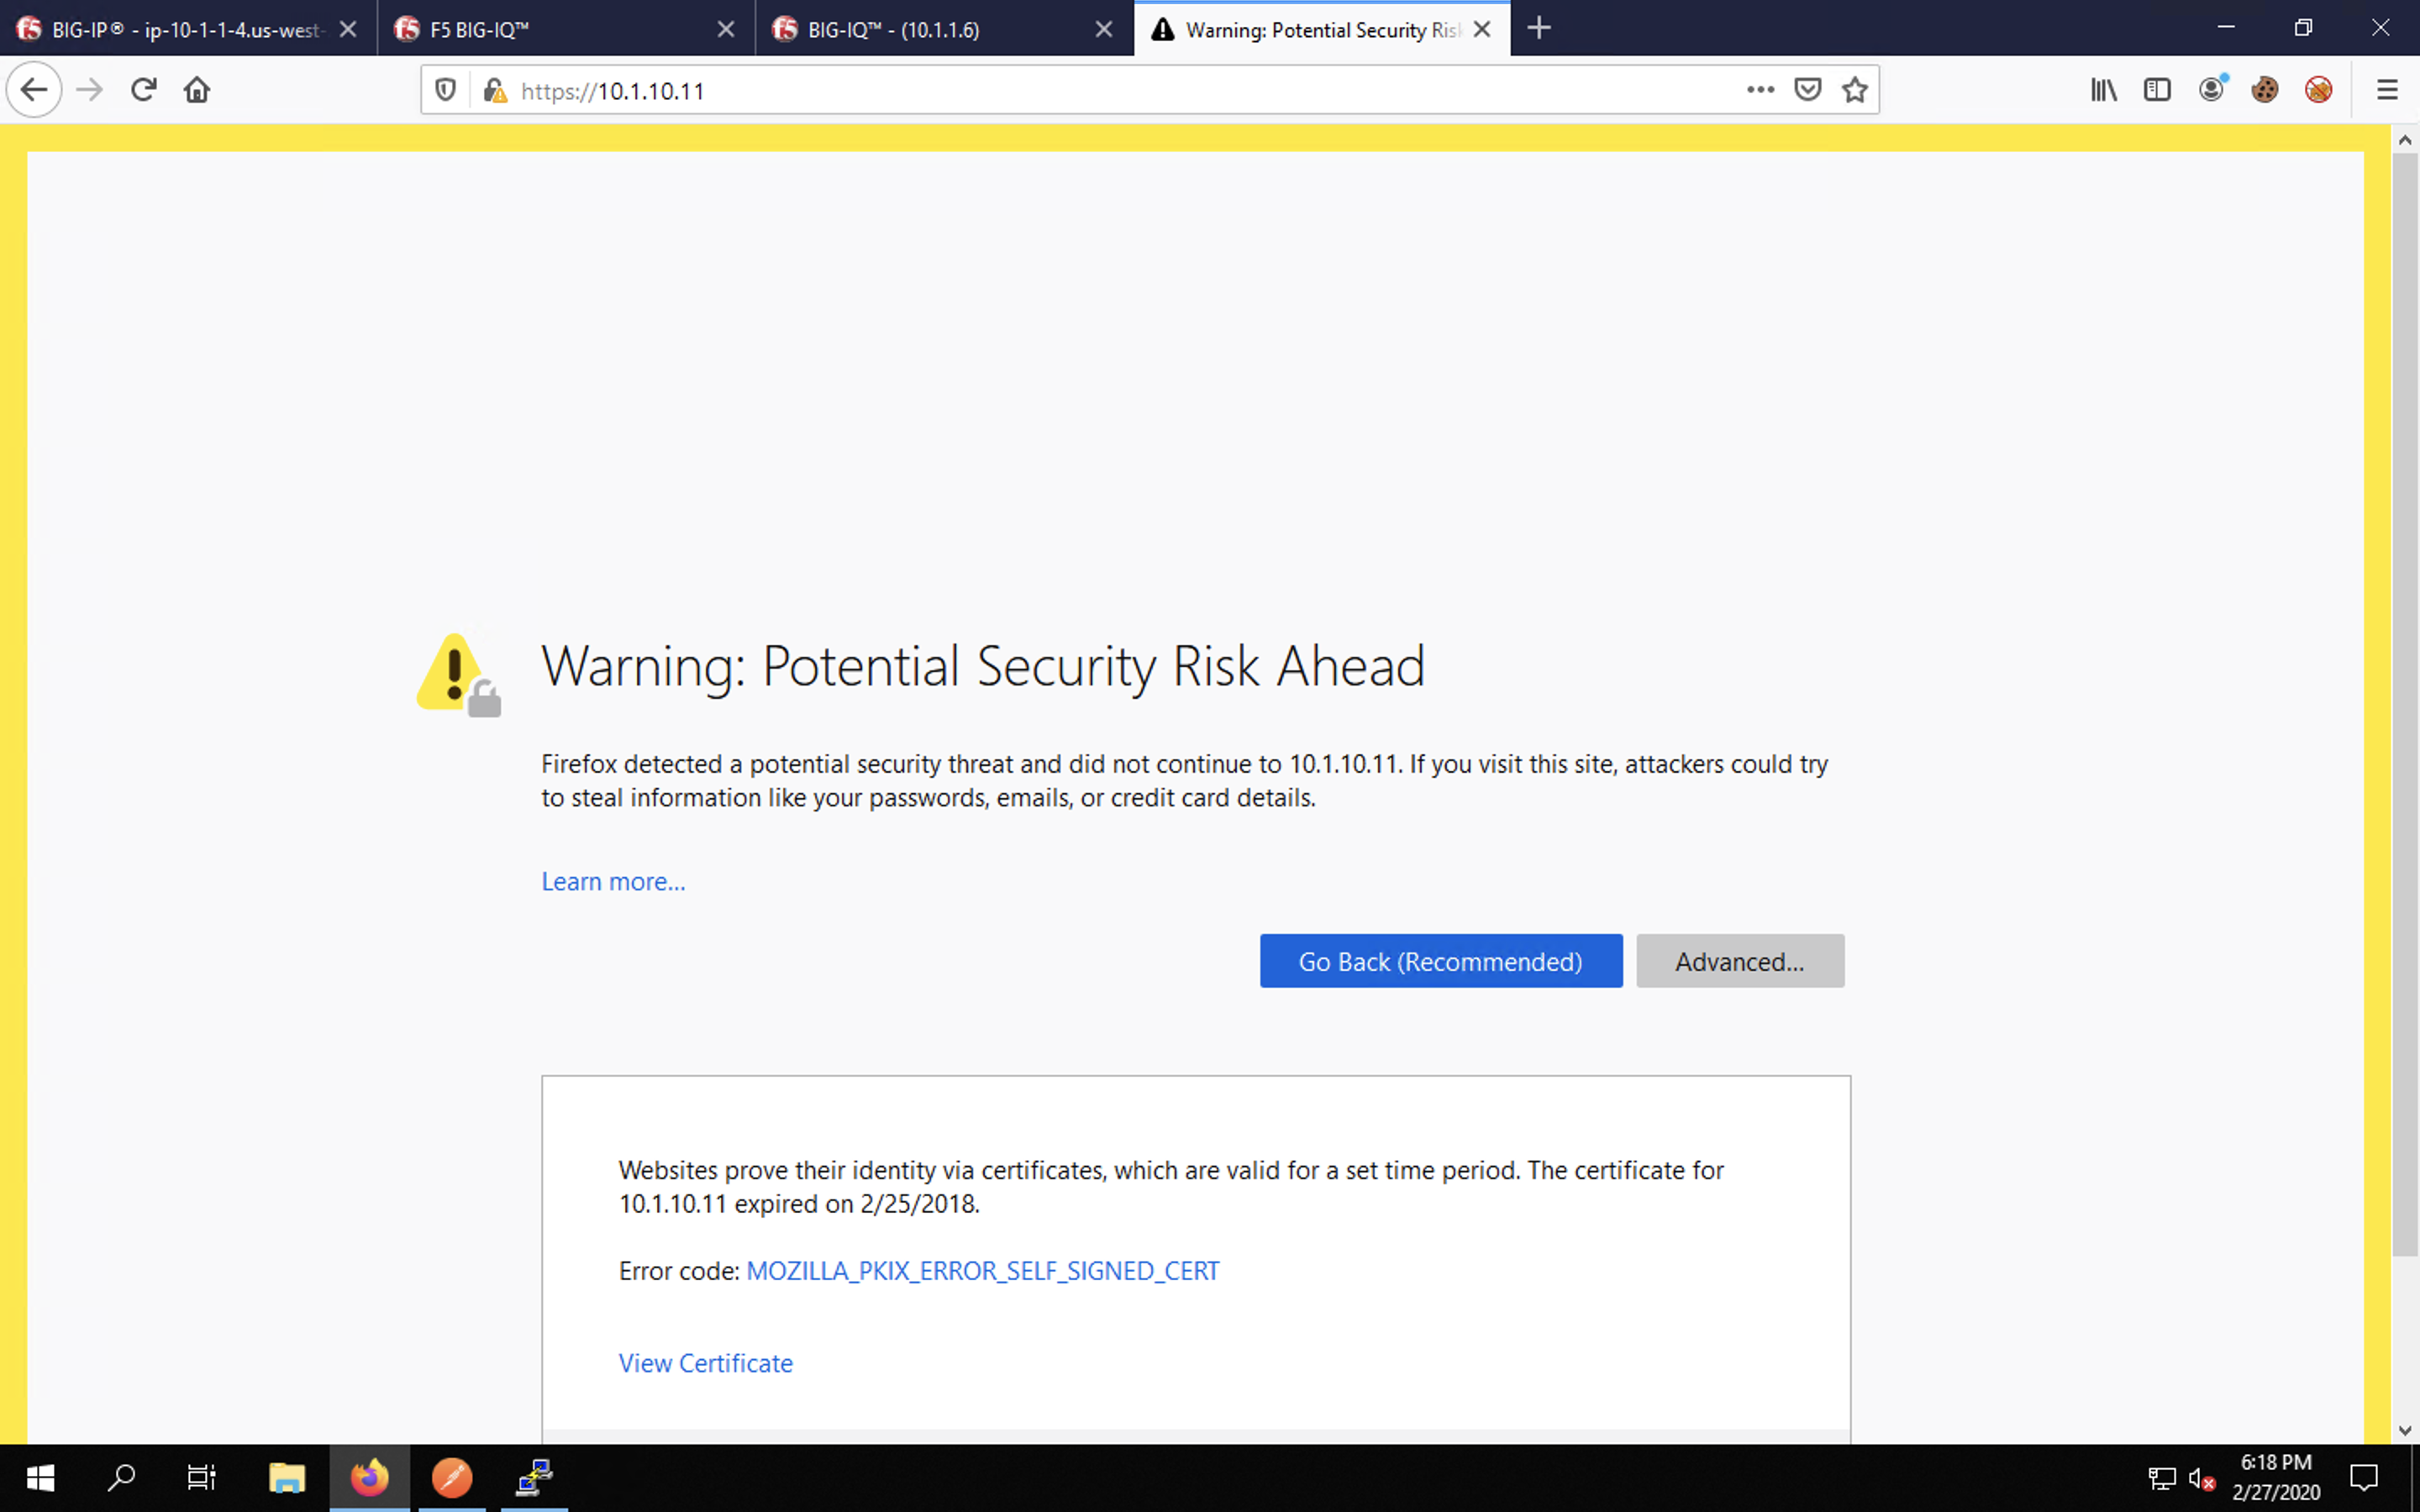 BIG-IP® - ip-10-1-1-4.us-west-
F5 BIG-IQ™
BIG-IQ™ - (10.1.1.6)
Warning: Potential Security Ris
https://10.1.10.11
Warning: Potential Security Risk Ahead
Firefox detected a potential security threat and did not continue to 10.1.10.11. If you visit this site, attackers could try
to steal information like your passwords, emails, or credit card details.
Learn more...
Go Back (Recommended)
Advanced...
Websites prove their identity via certificates, which are valid for a set time period. The certificate for
10.1.10.11 expired on 2/25/2018.
Error code: MOZILLA_PKIX_ERROR_SELF_SIGNED_CERT
View Certificate
6:18 PM
2/27/2020